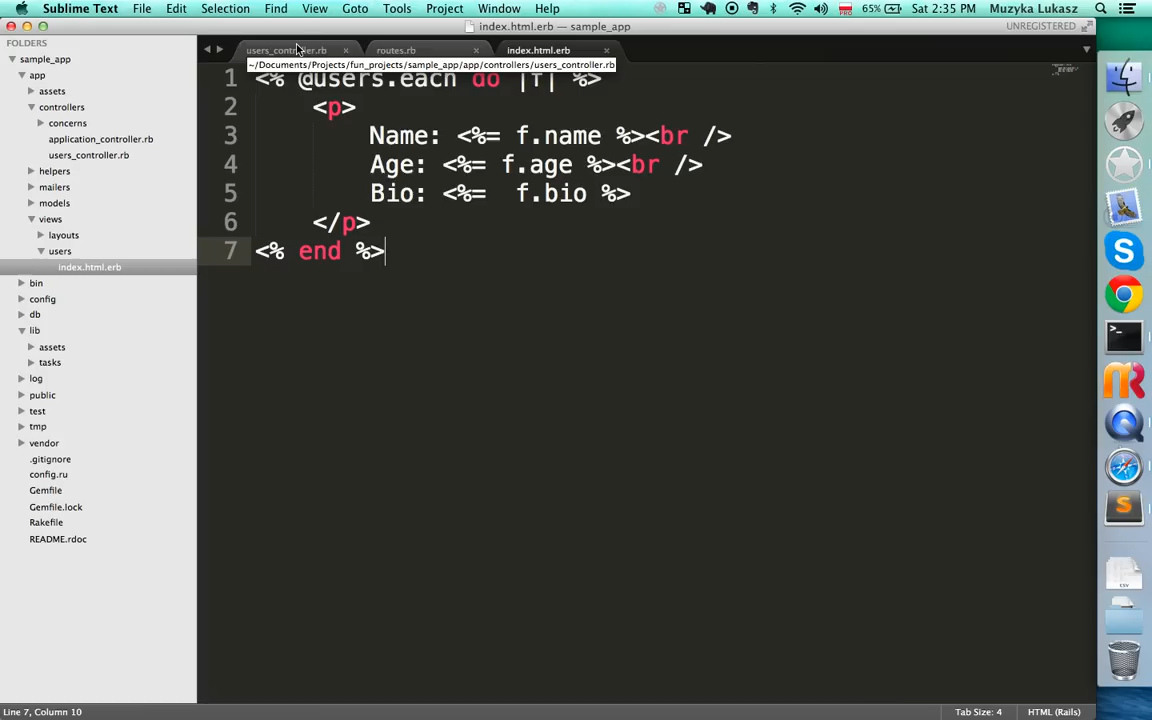 Sublime Text File Edit Selection Find View Goto Tools Project Window Help 65% Sat 2:35 PM Muzyka Lukasz
index.html.erb — sample_app UNREGISTERED
FOLDERS
sample_app
app
assets
controllers
concerns
application_controller.rb
users_controller.rb
helpers
mailers
models
views
layouts
users
index.html.erb
bin
config
db
lib
assets
tasks
log
public
test
tmp
vendor
.gitignore
config.ru
Gemfile
Gemfile.lock
Rakefile
README.rdoc
users_controller.rb × routes.rb × index.html.erb ×
~/Documents/Projects/fun_projects/sample_app/app/controllers/users_controller.rb
1 <% @users.each do |f| %>
2 <p>
3 Name: <%= f.name %><br />
4 Age: <%= f.age %><br />
5 Bio: <%= f.bio %>
6 </p>
7 <% end %>
CSV
Line 7, Column 10 Tab Size: 4 HTML (Rails)